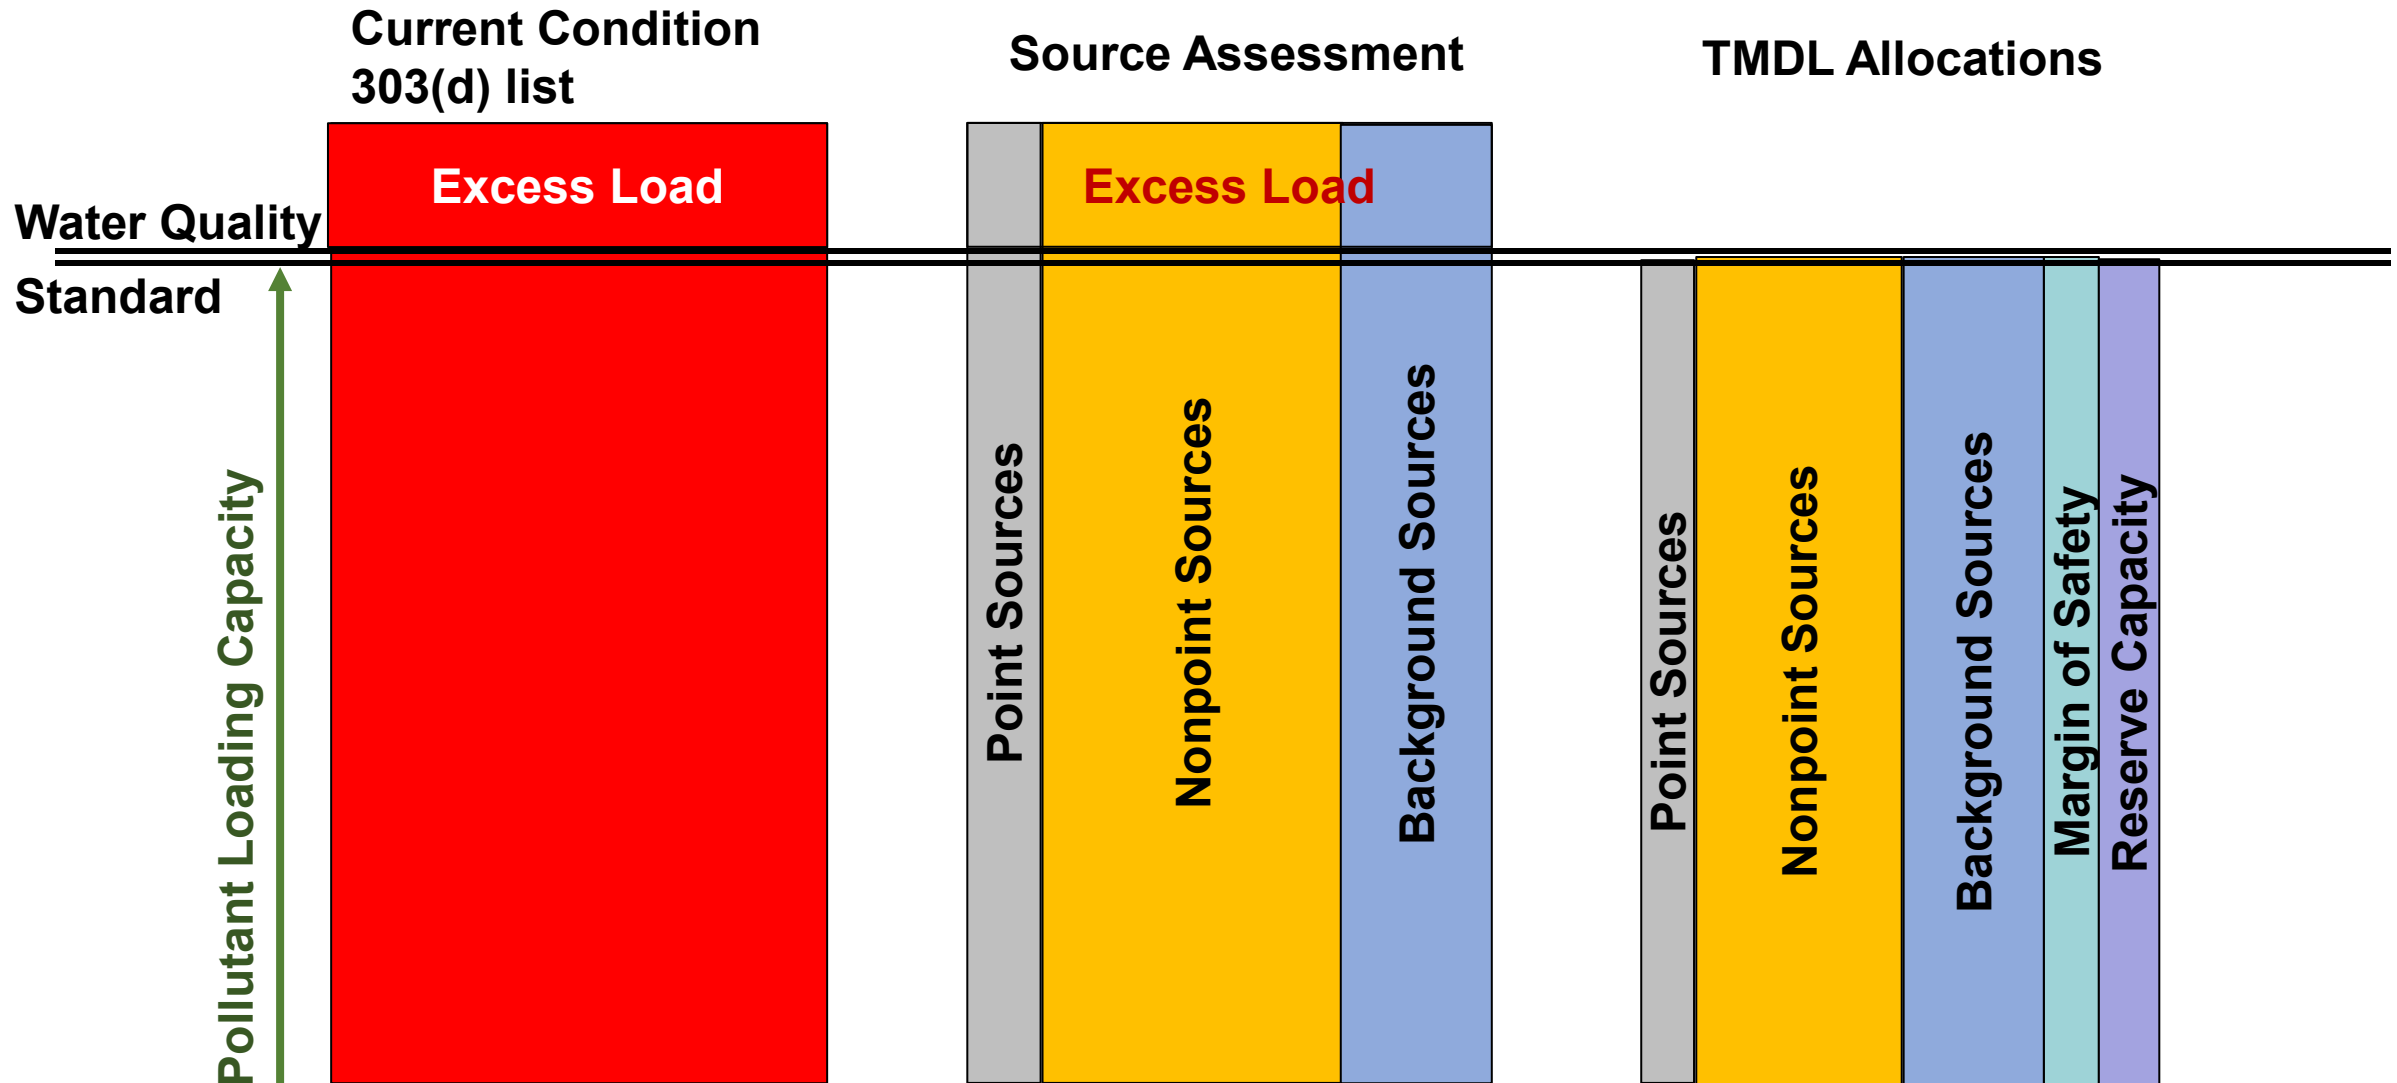 Current Condition
303(d) list
Source Assessment
TMDL Allocations
Excess Load
Excess Load
Water Quality
Standard
Pollutant Loading Capacity
Point Sources
Nonpoint Sources
Background Sources
Point Sources
Nonpoint Sources
Background Sources
Margin of Safety
Reserve Capacity